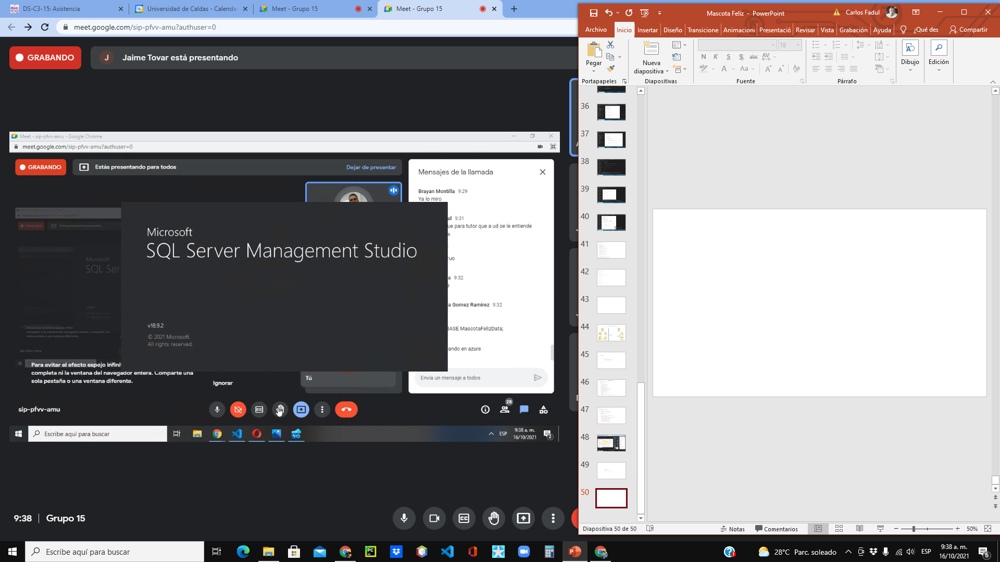 DS-C3-15: Asistencia
Universidad de Caldas - Calendar
Meet - Grupo 15
Meet - Grupo 15
meet.google.com/sip-pfvv-amu?authuser=0
GRABANDO
J
Jaime Tovar está presentando
Meet - sip-pfvv-amu - Google Chrome
meet.google.com/sip-pfvv-amu?authuser=0
GRABANDO
Estás presentando para todos
Dejar de presentar
Mensajes de la llamada
Brayan Montilla 9:29
Ya lo miro
al 9:31
ue para tutor que a ud se le entiende
s
ruo
a 9:32
e
a Gomez Ramirez 9:32
BASE MascotaFelizData;
ando en azure
Envía un mensaje a todos
Microsoft
SQL Server Management Studio
v18.9.2
© 2021 Microsoft.
All rights reserved.
Microsoft
SQL Ser
Para evitar el efecto espejo infinit
completa ni la ventana del navegador entera. Comparte una
sola pestaña o una ventana diferente.
Ignorar
Tú
sip-pfvv-amu
28
Escribe aquí para buscar
ESP
9:38 a. m.
16/10/2021
2
9:38
Grupo 15
Mascota Feliz - PowerPoint
Carlos Fadul
Archivo
Inicio
Insertar
Diseño
Transicione
Animacion
Presentació
Revisar
Vista
Grabación
Ayuda
¿Qué des
Compartir
Pegar
Nueva
diapositiva
18
N K S S abc AV
A Aa A A
Dibujo
Edición
Portapapeles
Diapositivas
Fuente
Párrafo
36
37
38
39
40
41
42
43
44
45
46
47
48
49
50
Diapositiva 50 de 50
Notas
Comentarios
50%
Escribe aquí para buscar
28°C Parc. soleado
ESP
9:38 a. m.
16/10/2021
6